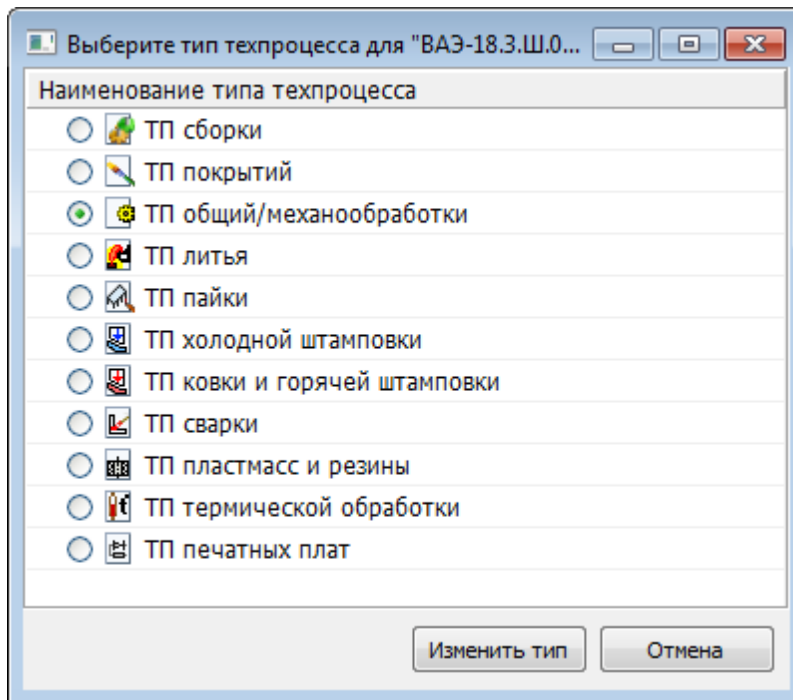 Выберите тип техпроцесса для "ВАЭ-18.3.Ш.0...
Наименование типа техпроцесса
ТП сборки
ТП покрытий
ТП общий/механообработки
ТП литья
ТП пайки
ТП холодной штамповки
ТП ковки и горячей штамповки
ТП сварки
ТП пластмасс и резины
ТП термической обработки
ТП печатных плат
Изменить тип Отмена